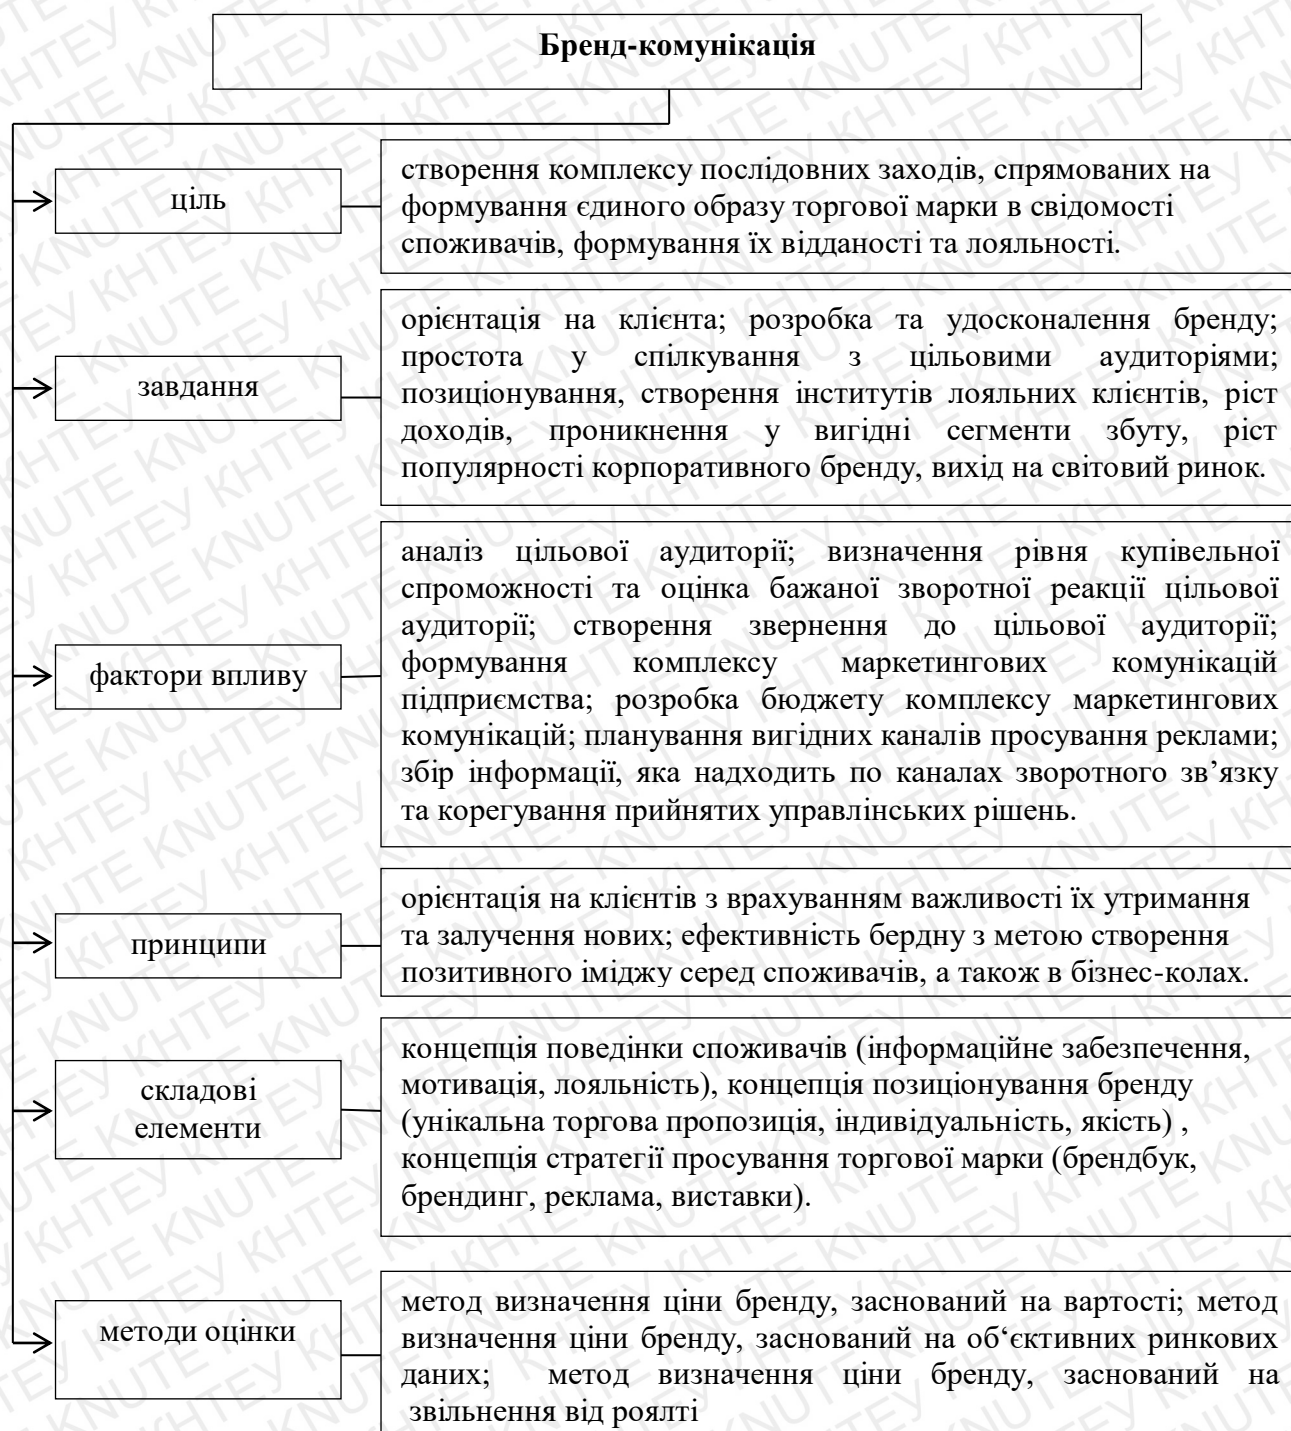 Бренд-комунікація
ціль
створення комплексу послідовних заходів, спрямованих на
формування єдиного образу торгової марки в свідомості
споживачів, формування їх відданості та лояльності.
завдання
орієнтація на клієнта; розробка та удосконалення бренду;
простота у спілкування з цільовими аудиторіями;
позиціонування, створення інститутів лояльних клієнтів, ріст
доходів, проникнення у вигідні сегменти збуту, ріст
популярності корпоративного бренду, вихід на світовий ринок.
фактори впливу
аналіз цільової аудиторії; визначення рівня купівельної
спроможності та оцінка бажаної зворотної реакції цільової
аудиторії; створення звернення до цільової аудиторії;
формування комплексу маркетингових комунікацій
підприємства; розробка бюджету комплексу маркетингових
комунікацій; планування вигідних каналів просування реклами;
збір інформації, яка надходить по каналах зворотного зв’язку
та корегування прийнятих управлінських рішень.
принципи
орієнтація на клієнтів з врахуванням важливості їх утримання
та залучення нових; ефективність бердну з метою створення
позитивного іміджу серед споживачів, а також в бізнес-колах.
складові
елементи
концепція поведінки споживачів (інформаційне забезпечення,
мотивація, лояльність), концепція позиціонування бренду
(унікальна торгова пропозиція, індивідуальність, якість) ,
концепція стратегії просування торгової марки (брендбук,
брендинг, реклама, виставки).
методи оцінки
метод визначення ціни бренду, заснований на вартості; метод
визначення ціни бренду, заснований на об‘єктивних ринкових
даних; метод визначення ціни бренду, заснований на
звільнення від роялті